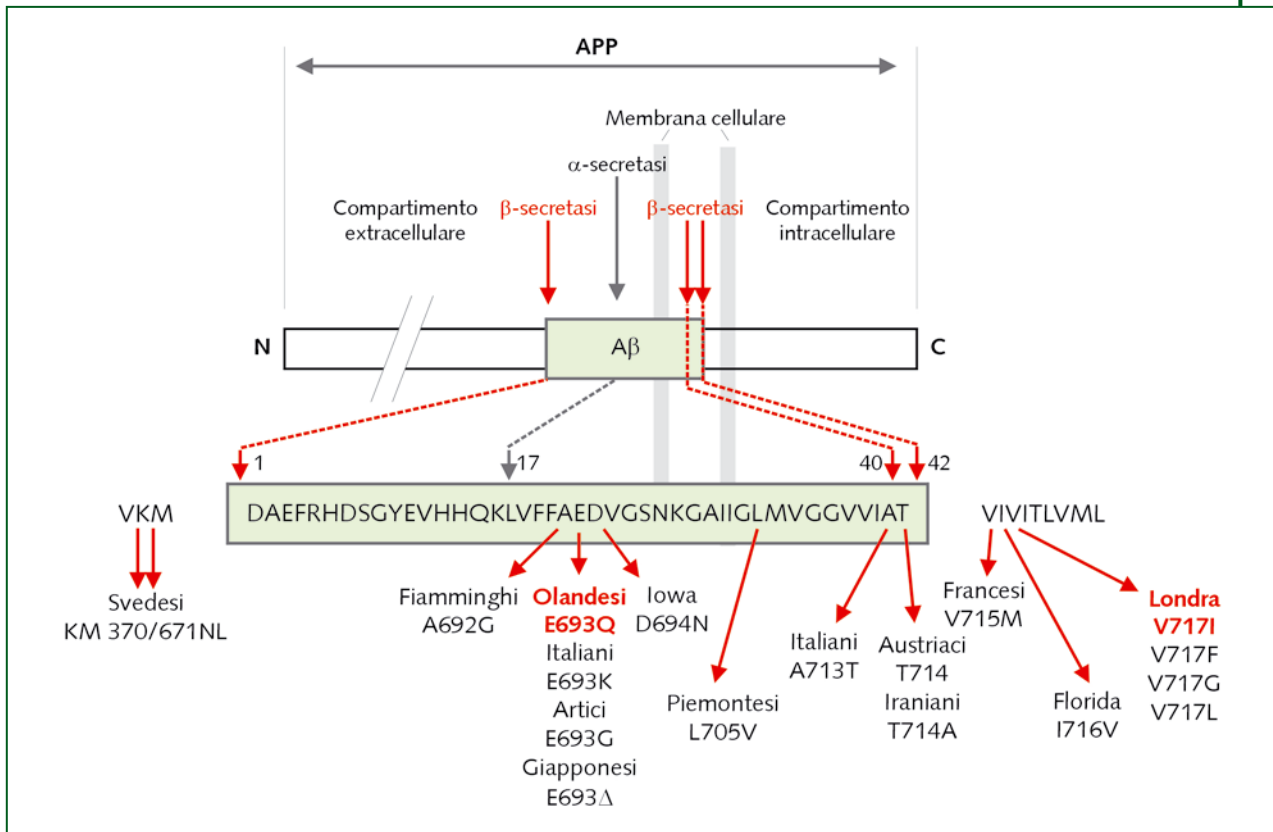 APP
Membrana cellulare
α-secretasi
Compartimento
extracellulare
β-secretasi
β-secretasi
Compartimento
intracellulare
N
Aβ
C
1
17
40
42
VKM
DAEFRHDSGYEVHHQKLVFFAEDVGSNKGAIIGLMVGGVVIAT
VIVITLVML
Svedesi
KM 370/671NL
Fiamminghi
A692G
Olandesi
E693Q
Italiani
E693K
Artici
E693G
Giapponesi
E693Δ
Iowa
D694N
Piemontesi
L705V
Italiani
A713T
Austriaci
T714
Iraniani
T714A
Francesi
V715M
Florida
I716V
Londra
V717I
V717F
V717G
V717L